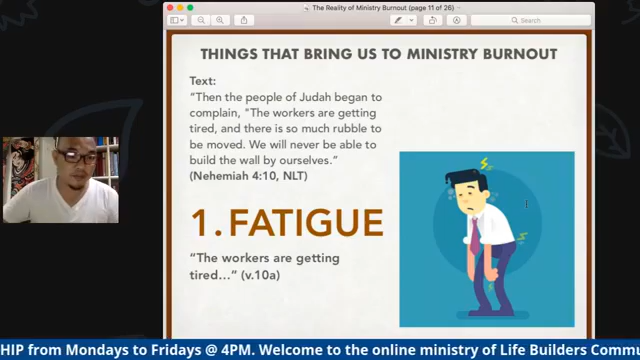 The Reality of Ministry Burnout (page 11 of 26)
Search
THINGS THAT BRING US TO MINISTRY BURNOUT
Text:
“Then the people of Judah began to
complain, "The workers are getting
tired, and there is so much rubble to
be moved. We will never be able to
build the wall by ourselves.”
(Nehemiah 4:10, NLT)
1. FATIGUE
“The workers are getting
tired…” (v.10a)
HIP from Mondays to Fridays @ 4PM. Welcome to the online ministry of Life Builders Commu